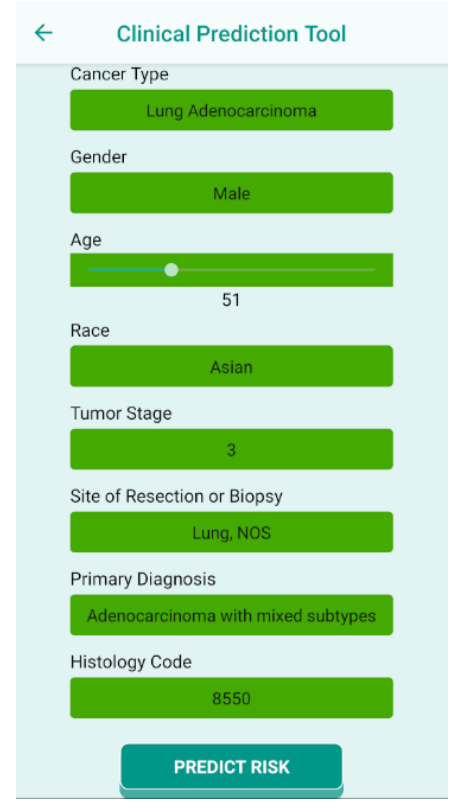 Clinical Prediction Tool
Cancer Type
Lung Adenocarcinoma
Gender
Male
Age
51
Race
Asian
Tumor Stage
3
Site of Resection or Biopsy
Lung, NOS
Primary Diagnosis
Adenocarcinoma with mixed subtypes
Histology Code
8550
PREDICT RISK